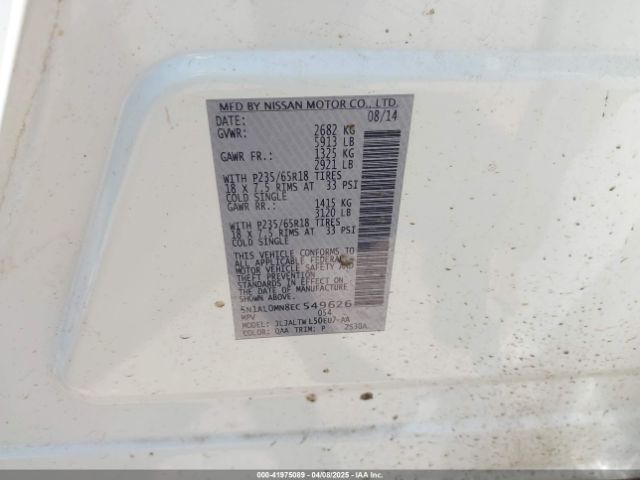 MFD BY NISSAN MOTOR CO., LTD.
DATE: 08/14
GVWR: 2682 KG
5913 LB
GAWR FR.: 1325 KG
2921 LB
WITH P235/65R18 TIRES
18 X 7.5 RIMS AT 33 PSI
COLD SINGLE
GAWR RR.: 1415 KG
3120 LB
WITH P235/65R18 TIRES
18 X 7.5 RIMS AT 33 PSI
COLD SINGLE
THIS VEHICLE CONFORMS TO
ALL APPLICABLE FEDERAL
MOTOR VEHICLE SAFETY AND
THEFT PREVENTION
STANDARDS IN EFFECT ON
THE DATE OF MANUFACTURE
SHOWN ABOVE.
5N1AL0MN8EC549626
MPV 054
JLJALTWL50EU7-AA
COLOR: QAA TRIM: P 2530A
000-41975089 04/08/2025 IAAI, Inc. copyright